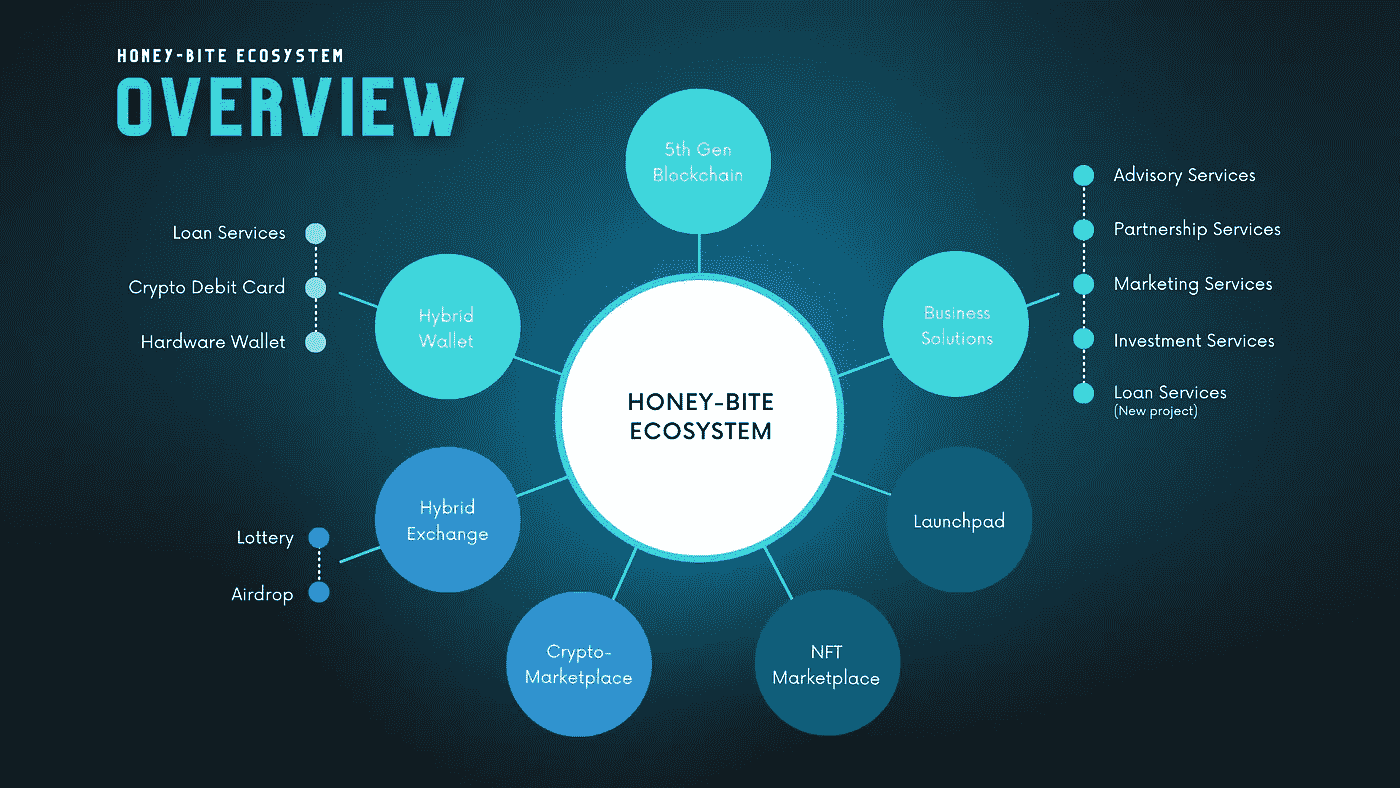 HONEY-BITE ECOSYSTEM
OVERVIEW
5th Gen
Blockchain
Loan Services
Crypto Debit Card
Hardware Wallet
Hybrid
Wallet
Business
Solutions
Advisory Services
Partnership Services
Marketing Services
Investment Services
Loan Services
(New project)
HONEY-BITE
ECOSYSTEM
Lottery
Airdrop
Hybrid
Exchange
Launchpad
Crypto-
Marketplace
NFT
Marketplace